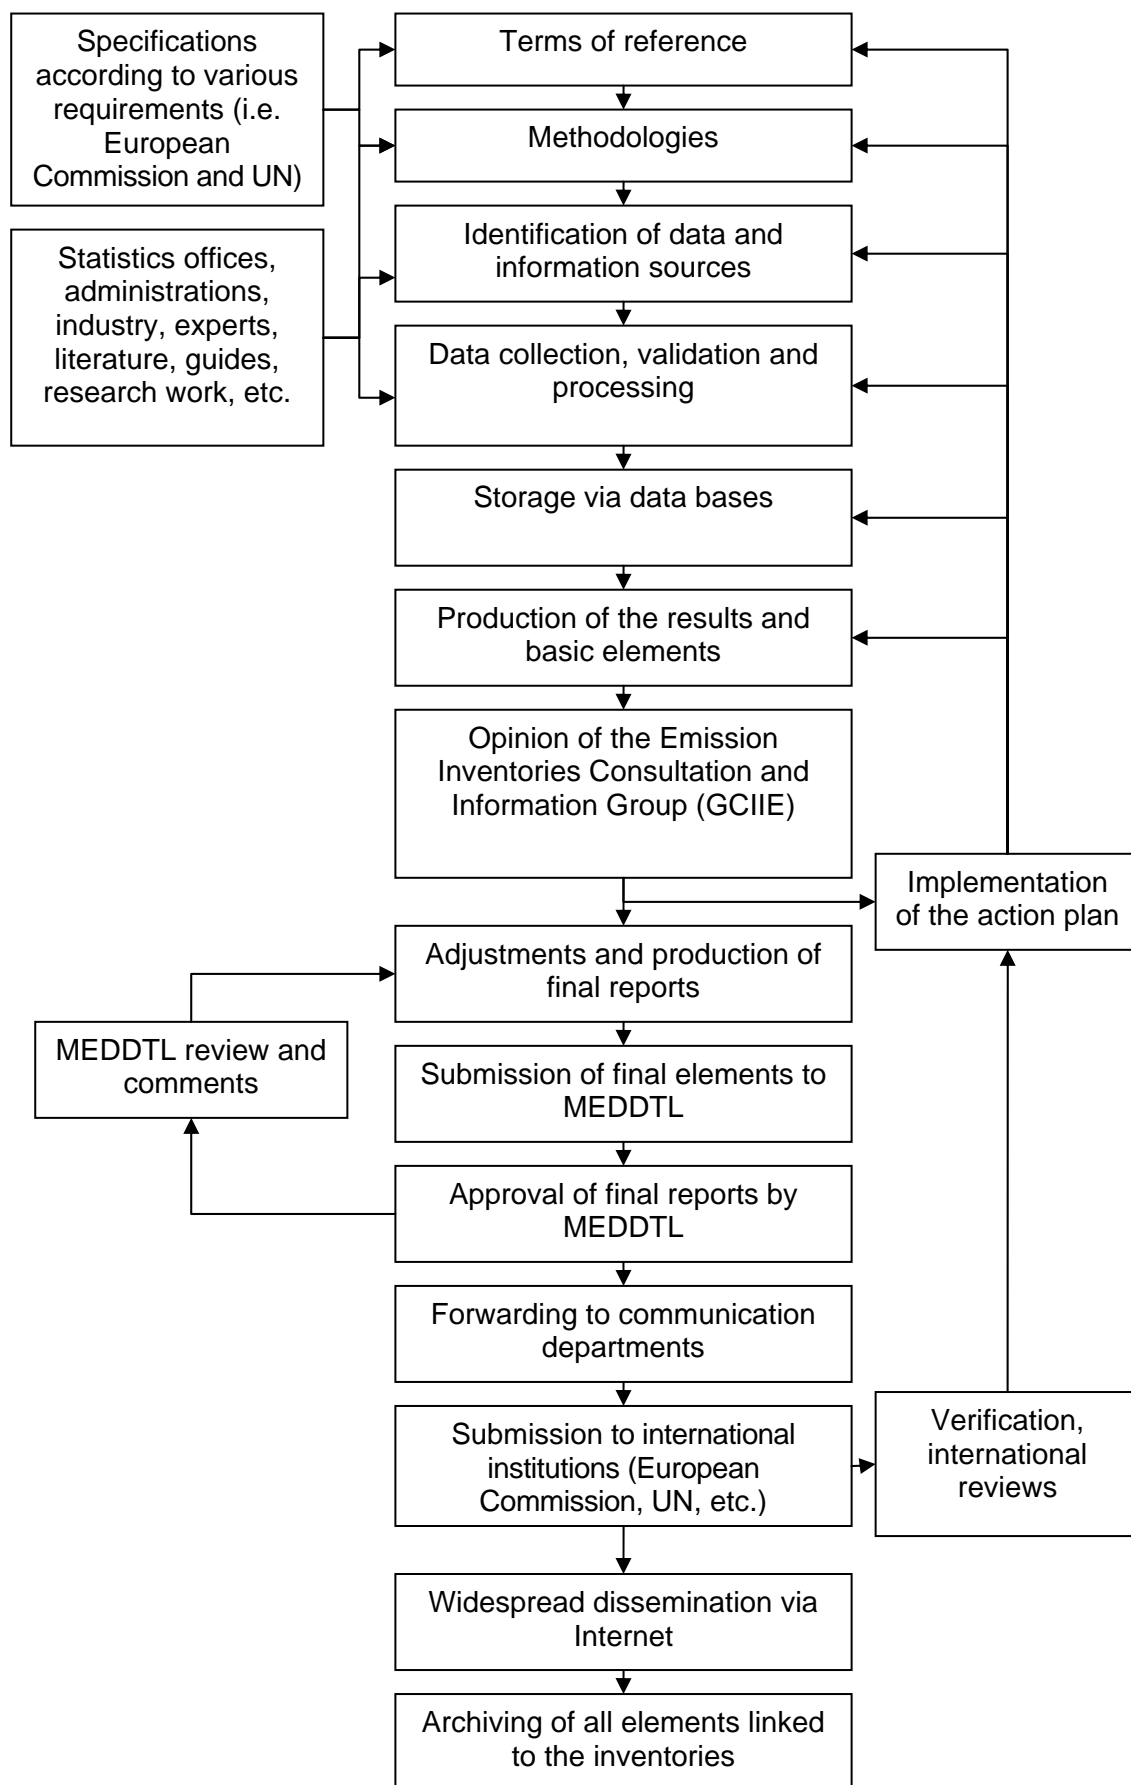 Specifications
according to various
requirements (i.e.
European
Commission and UN)
Terms of reference
Methodologies
Statistics offices,
administrations,
industry, experts,
literature, guides,
research work, etc.
Identification of data and
information sources
Data collection, validation and
processing
Storage via data bases
Production of the results and
basic elements
Opinion of the Emission
Inventories Consultation and
Information Group (GCIIE)
Implementation
of the action plan
Adjustments and production of
final reports
MEDDTL review and
comments
Submission of final elements to
MEDDTL
Approval of final reports by
MEDDTL
Forwarding to communication
departments
Submission to international
institutions (European
Commission, UN, etc.)
Verification,
international
reviews
Widespread dissemination via
Internet
Archiving of all elements linked
to the inventories